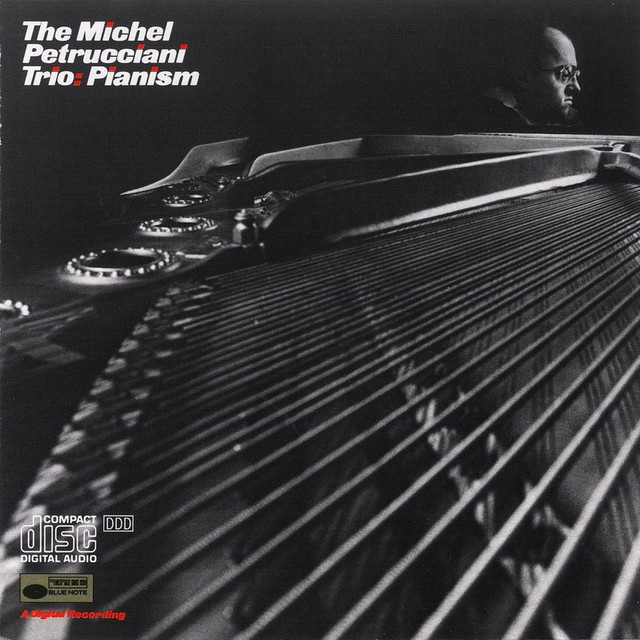 The Michel
Petrucciani
Trio: Pianism
COMPACT
disc
DIGITAL AUDIO
DDD
BLUE NOTE
A Digital Recording